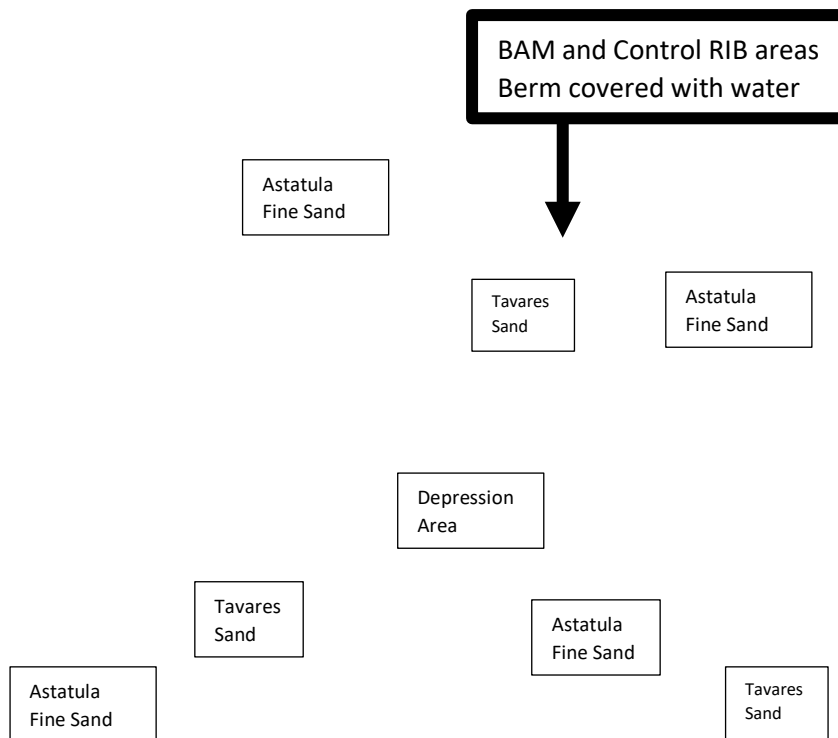 BAM and Control RIB areas
Berm covered with water
Astatula
Fine Sand
Tavares
Sand
Astatula
Fine Sand
Depression
Area
Tavares
Sand
Astatula
Fine Sand
Astatula
Fine Sand
Tavares
Sand